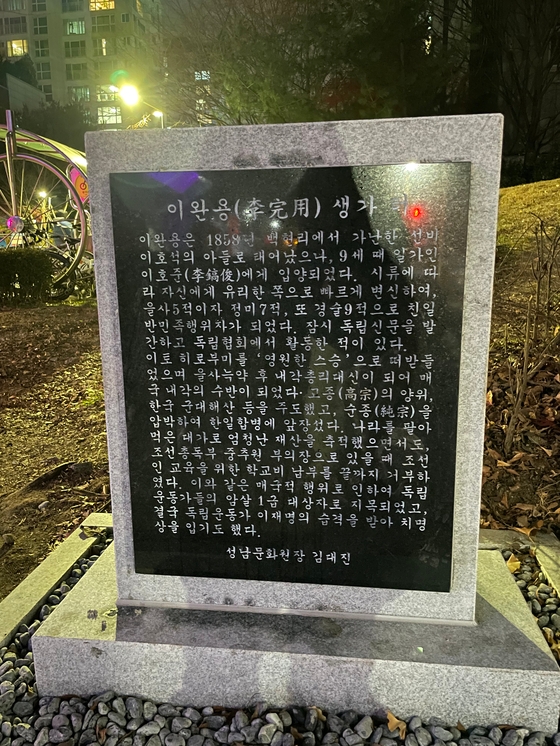 이완용(李完用) 생가
이완용은 1858년 백현리에서 가난한 선비
이호석의 아들로 태어났으나, 9세 때 일가인
이호준(李鎬俊)에게 입양되었다. 시류에 따
라 자신에게 유리한 쪽으로 빠르게 변신하여,
을사5적이자 정미7적, 또 경술9적으로 친일
반민족행위자가 되었다. 잠시 독립신문을 발
간하고 독립협회에서 활동한 적이 있다.
이토 히로부미를 ‘영원한 스승’으로 떠받들
었으며 을사늑약 후 내각총리대신이 되어 매
국 내각의 수반이 되었다. 고종(高宗)의 양위,
한국 군대해산 등을 주도했고, 순종(純宗)을
압박하여 한일합병에 앞장섰다. 나라를 팔아
먹은 대가로 엄청난 재산을 축적했으면서도,
조선총독부 중추원 부의장으로 있을 때 조선
인 교육을 위한 학교비 납부를 끝까지 거부하
였다. 이와 같은 매국적 행위로 인하여 독립
운동가들의 암살 1급 대상자로 지목되었고,
결국 독립운동가 이재명의 습격을 받아 치명
상을 입기도 했다.
성남문화원장 김대진